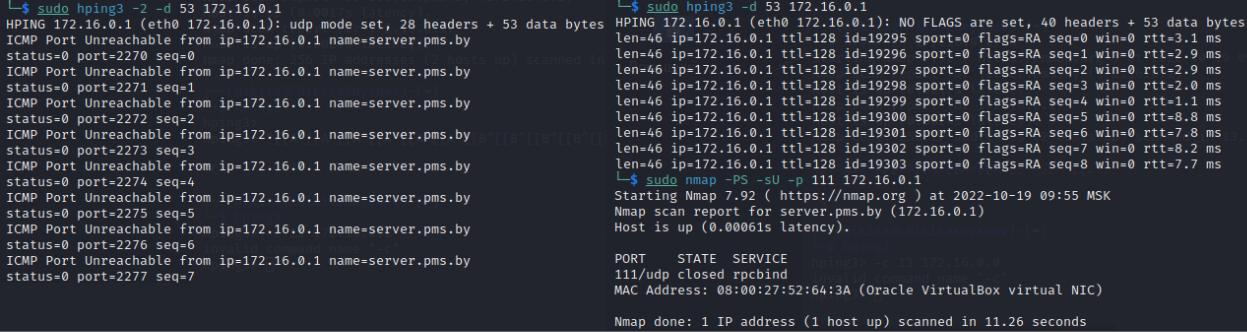 └─$ sudo hping3 -2 -d 53 172.16.0.1
HPING 172.16.0.1 (eth0 172.16.0.1): udp mode set, 28 headers + 53 data bytes
ICMP Port Unreachable from ip=172.16.0.1 name=server.pms.by
status=0 port=2270 seq=0
ICMP Port Unreachable from ip=172.16.0.1 name=server.pms.by
status=0 port=2271 seq=1
ICMP Port Unreachable from ip=172.16.0.1 name=server.pms.by
status=0 port=2272 seq=2
ICMP Port Unreachable from ip=172.16.0.1 name=server.pms.by
status=0 port=2273 seq=3
ICMP Port Unreachable from ip=172.16.0.1 name=server.pms.by
status=0 port=2274 seq=4
ICMP Port Unreachable from ip=172.16.0.1 name=server.pms.by
status=0 port=2275 seq=5
ICMP Port Unreachable from ip=172.16.0.1 name=server.pms.by
status=0 port=2276 seq=6
ICMP Port Unreachable from ip=172.16.0.1 name=server.pms.by
status=0 port=2277 seq=7
└─$ sudo hping3 -d 53 172.16.0.1
HPING 172.16.0.1 (eth0 172.16.0.1): NO FLAGS are set, 40 headers + 53 data bytes
len=46 ip=172.16.0.1 ttl=128 id=19295 sport=0 flags=RA seq=0 win=0 rtt=3.1 ms
len=46 ip=172.16.0.1 ttl=128 id=19296 sport=0 flags=RA seq=1 win=0 rtt=2.9 ms
len=46 ip=172.16.0.1 ttl=128 id=19297 sport=0 flags=RA seq=2 win=0 rtt=2.9 ms
len=46 ip=172.16.0.1 ttl=128 id=19298 sport=0 flags=RA seq=3 win=0 rtt=2.0 ms
len=46 ip=172.16.0.1 ttl=128 id=19299 sport=0 flags=RA seq=4 win=0 rtt=1.1 ms
len=46 ip=172.16.0.1 ttl=128 id=19300 sport=0 flags=RA seq=5 win=0 rtt=8.8 ms
len=46 ip=172.16.0.1 ttl=128 id=19301 sport=0 flags=RA seq=6 win=0 rtt=7.8 ms
len=46 ip=172.16.0.1 ttl=128 id=19302 sport=0 flags=RA seq=7 win=0 rtt=8.2 ms
len=46 ip=172.16.0.1 ttl=128 id=19303 sport=0 flags=RA seq=8 win=0 rtt=7.7 ms
└─$ sudo nmap -PS -sU -p 111 172.16.0.1
Starting Nmap 7.92 ( https://nmap.org ) at 2022-10-19 09:55 MSK
Nmap scan report for server.pms.by (172.16.0.1)
Host is up (0.00061s latency).
PORT STATE SERVICE
111/udp closed rpcbind
MAC Address: 08:00:27:52:64:3A (Oracle VirtualBox virtual NIC)
Nmap done: 1 IP address (1 host up) scanned in 11.26 seconds